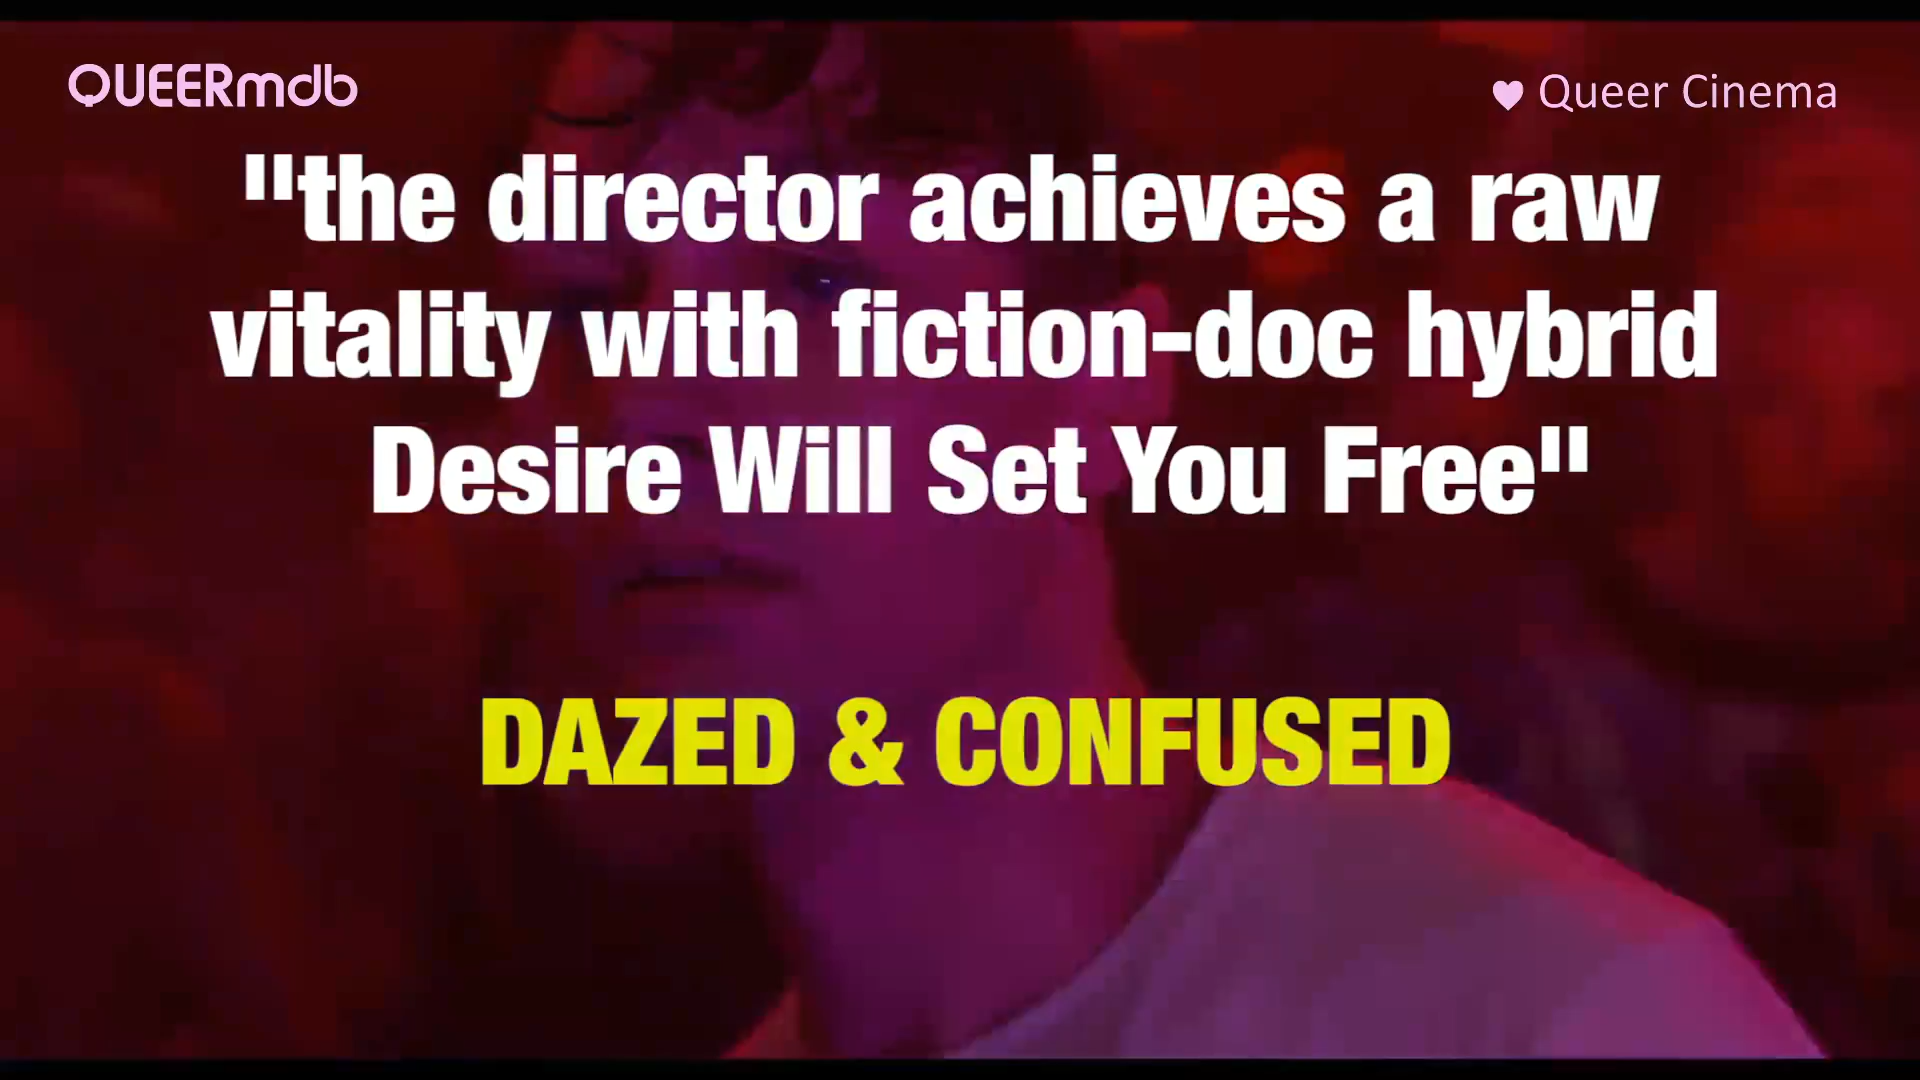 QUEERmdb
♥ Queer Cinema
"the director achieves a raw
vitality with fiction-doc hybrid
Desire Will Set You Free"
DAZED & CONFUSED